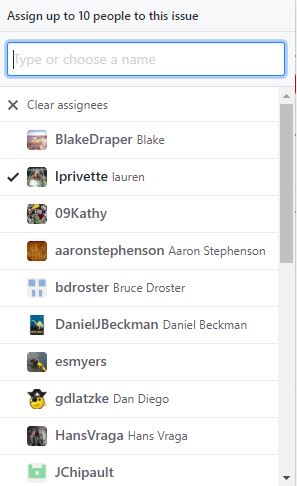 Assign up to 10 people to this issue
Type or choose a name
Clear assignees
BlakeDraper Blake
lprivette lauren
09Kathy
aaronstephenson Aaron Stephenson
bdroster Bruce Droster
DanielJBeckman Daniel Beckman
esmyers
gdlatzke Dan Diego
HansVraga Hans Vraga
JChipault